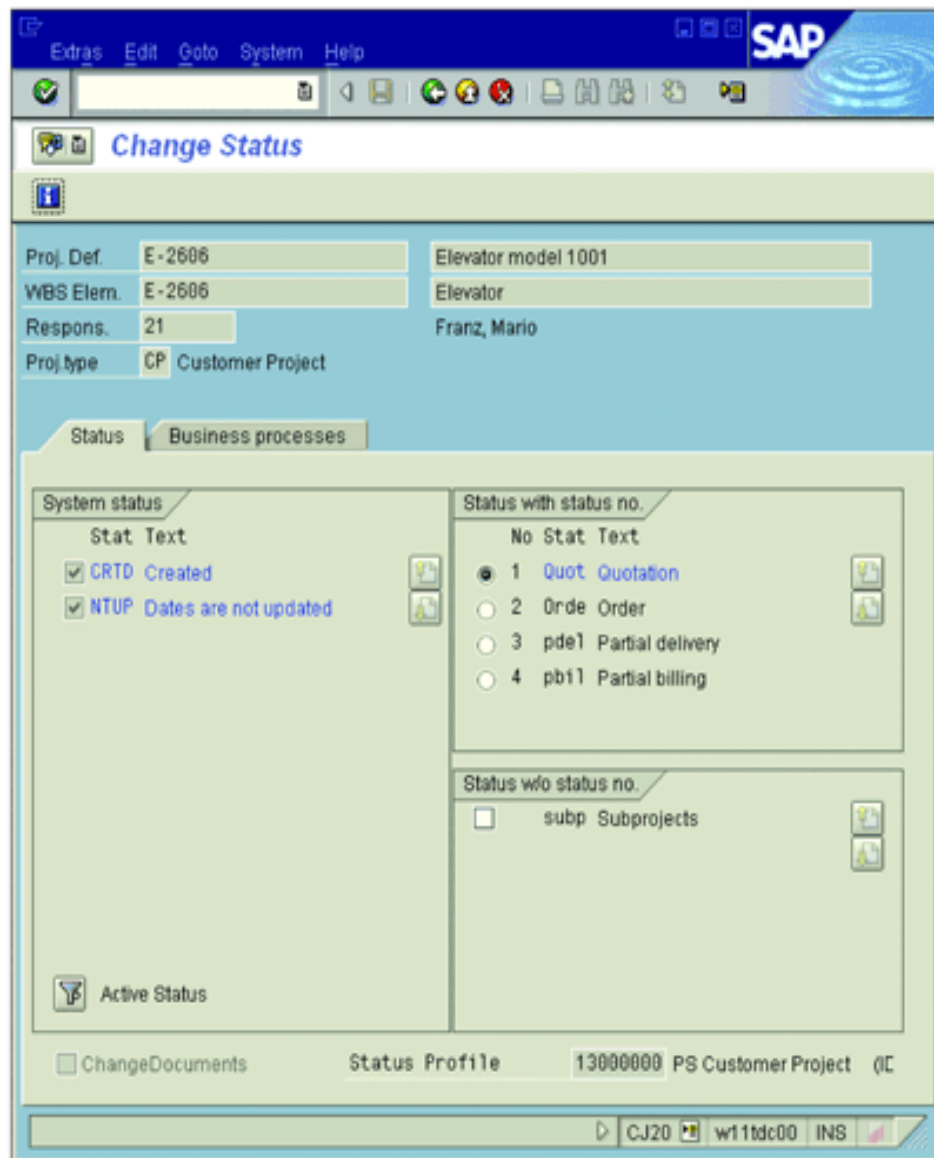 Extras Edit Goto System Help
SAP
Change Status
Proj. Def. E-2606 Elevator model 1001
WBS Elem. E-2606 Elevator
Respons. 21 Franz, Mario
Proj.type CP Customer Project
Status Business processes
System status
Stat Text
CRTD Created
NTUP Dates are not updated
Active Status
Status with status no.
No Stat Text
1 Quot Quotation
2 Orde Order
3 pdel Partial delivery
4 pbil Partial billing
Status w/o status no.
subp Subprojects
ChangeDocuments Status Profile 13000000 PS Customer Project
CJ20 w11tdc00 INS